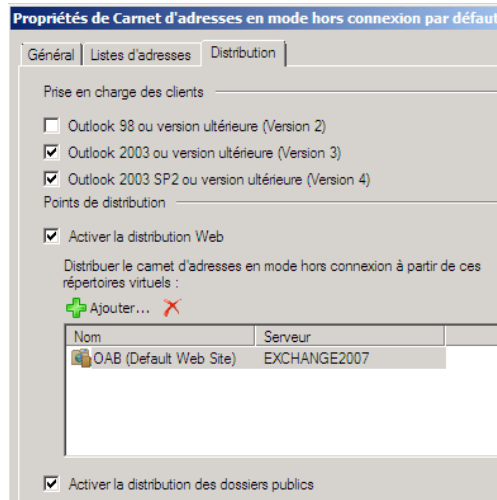 Propriétés de Carnet d'adresses en mode hors connexion par défaut
Général Listes d'adresses Distribution
Prise en charge des clients
Outlook 98 ou version ultérieure (Version 2)
Outlook 2003 ou version ultérieure (Version 3)
Outlook 2003 SP2 ou version ultérieure (Version 4)
Points de distribution
Activer la distribution Web
Distribuer le carnet d'adresses en mode hors connexion à partir de ces
répertoires virtuels :
Ajouter...
Nom Serveur
OAB (Default Web Site) EXCHANGE2007
Activer la distribution des dossiers publics